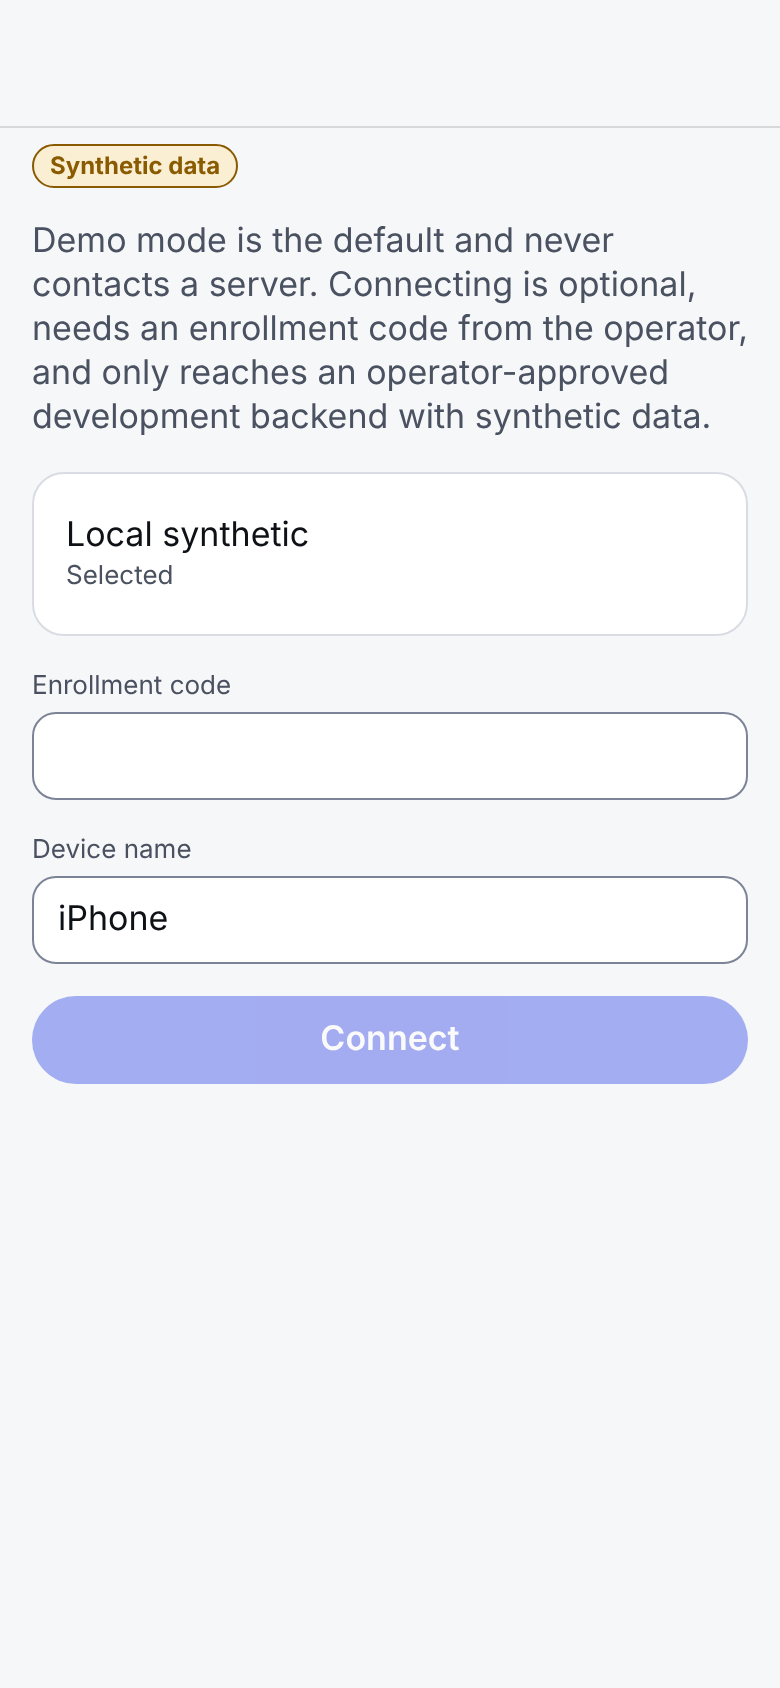 Synthetic data
Demo mode is the default and never
contacts a server. Connecting is optional,
needs an enrollment code from the operator,
and only reaches an operator-approved
development backend with synthetic data.
Local synthetic
Selected
Enrollment code
Device name
iPhone
Connect